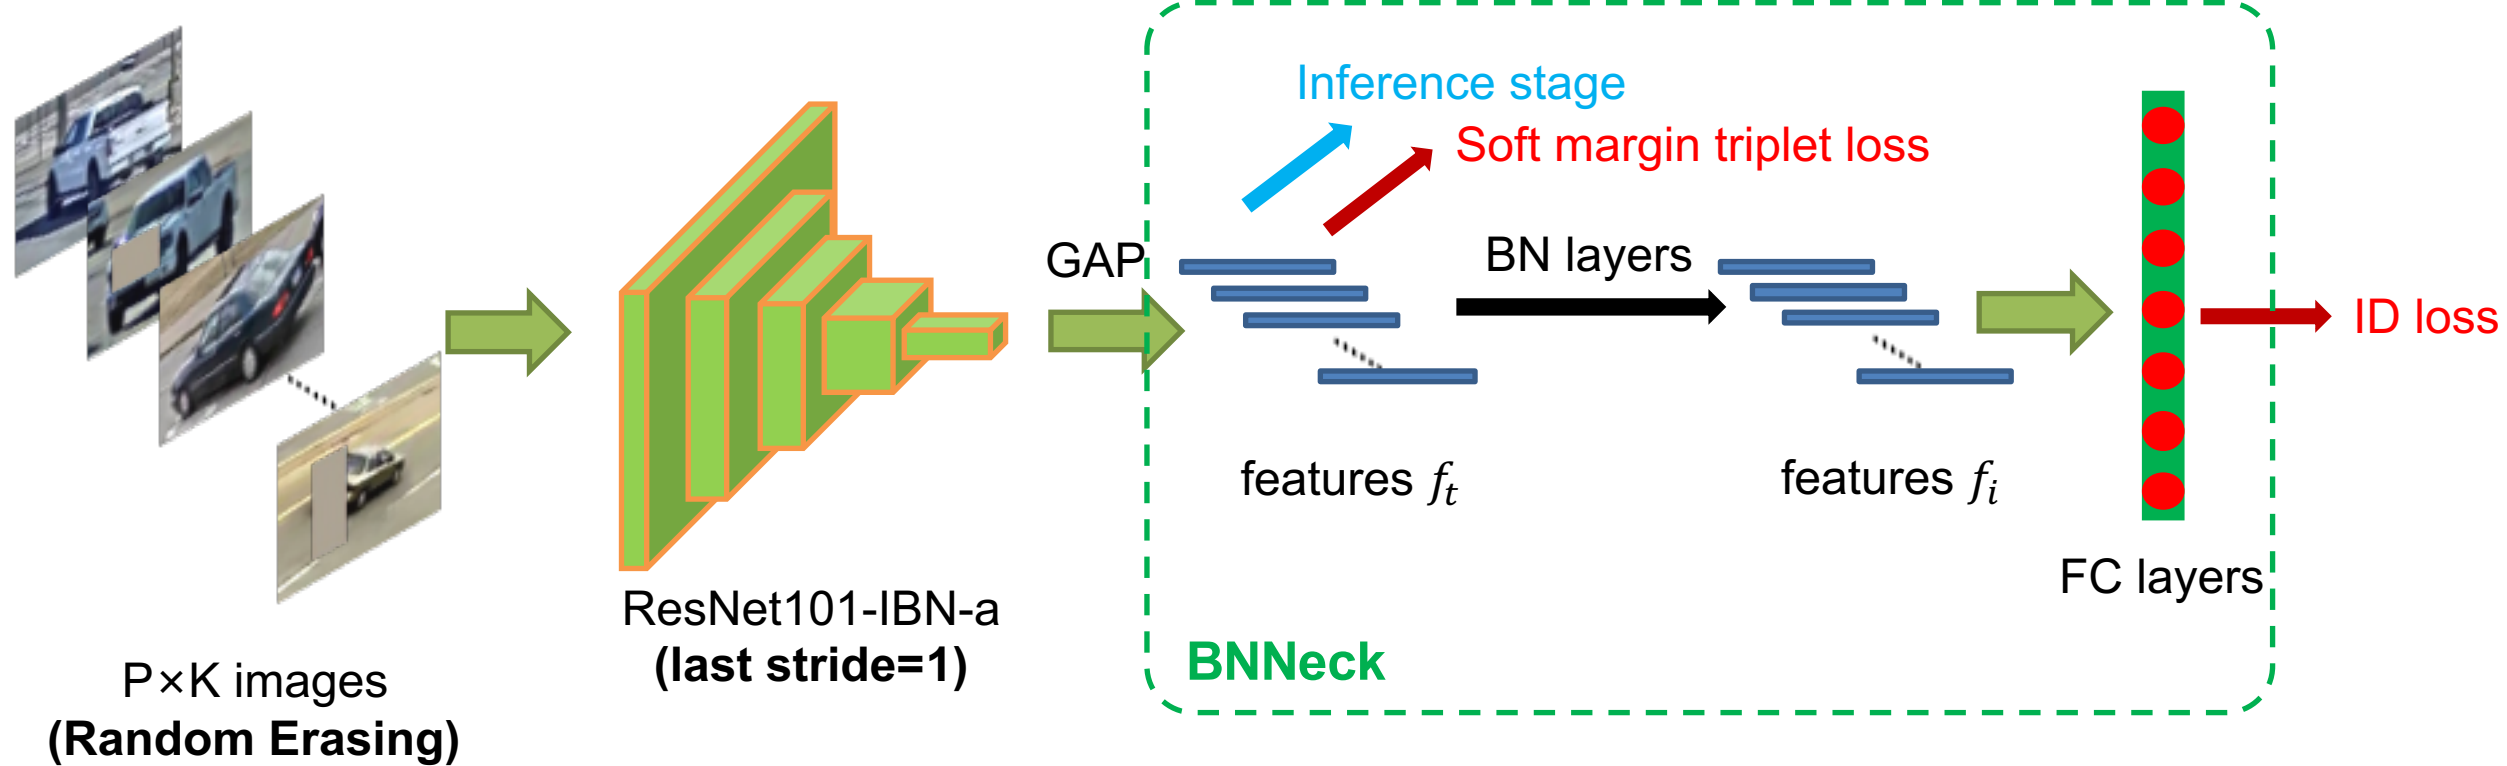 Inference stage
Soft margin triplet loss
GAP
BN layers
ID loss
features f_t
features f_i
FC layers
ResNet101-IBN-a
(last stride=1)
BNNeck
P×K images
(Random Erasing)